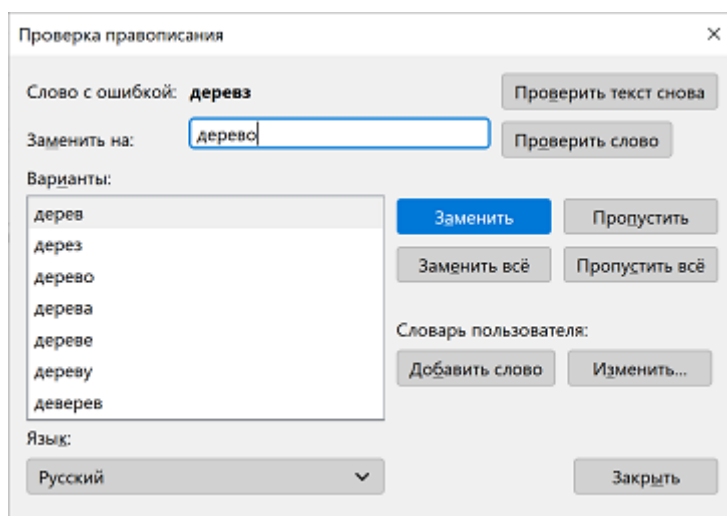 Проверка правописания
Слово с ошибкой: деревз
Проверить текст снова
Заменить на: дерево
Проверить слово
Варианты:
дерев
дерез
дерево
дерева
дереве
дереву
деверев
Заменить
Пропустить
Заменить всё
Пропустить всё
Словарь пользователя:
Добавить слово
Изменить...
Язык:
Русский
Закрыть